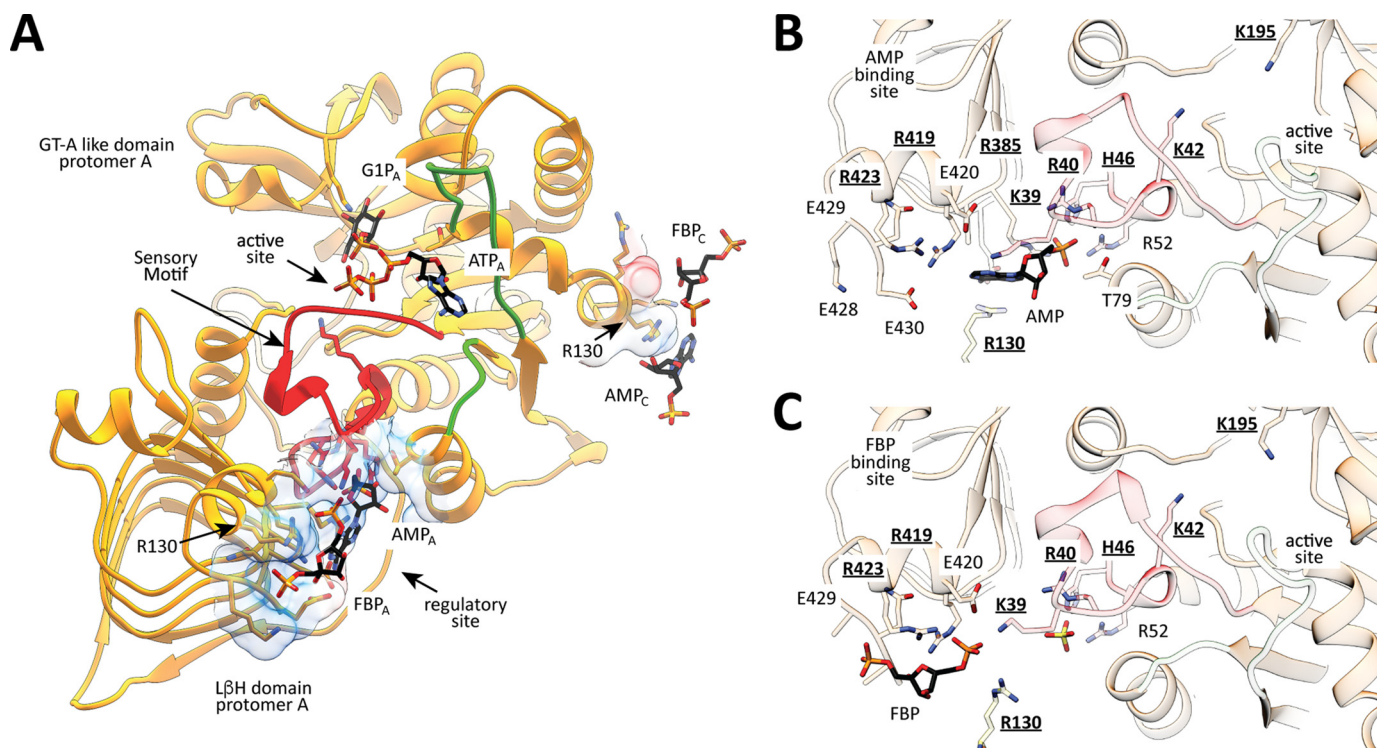 A
GT-A like domain
protomer A
G1PA
active
site
Sensory
Motif
ATPA
FBPC
R130
AMPC
R130
AMPA
FBPA
regulatory
site
LβH domain
protomer A
B
AMP
binding
site
K195
active
site
R419
R385
K42
R423
E420
R40
H46
E429
K39
R52
E428
E430
AMP
T79
R130
C
FBP
binding
site
K195
active
site
R419
K42
R423
E420
R40
H46
E429
K39
R52
FBP
R130